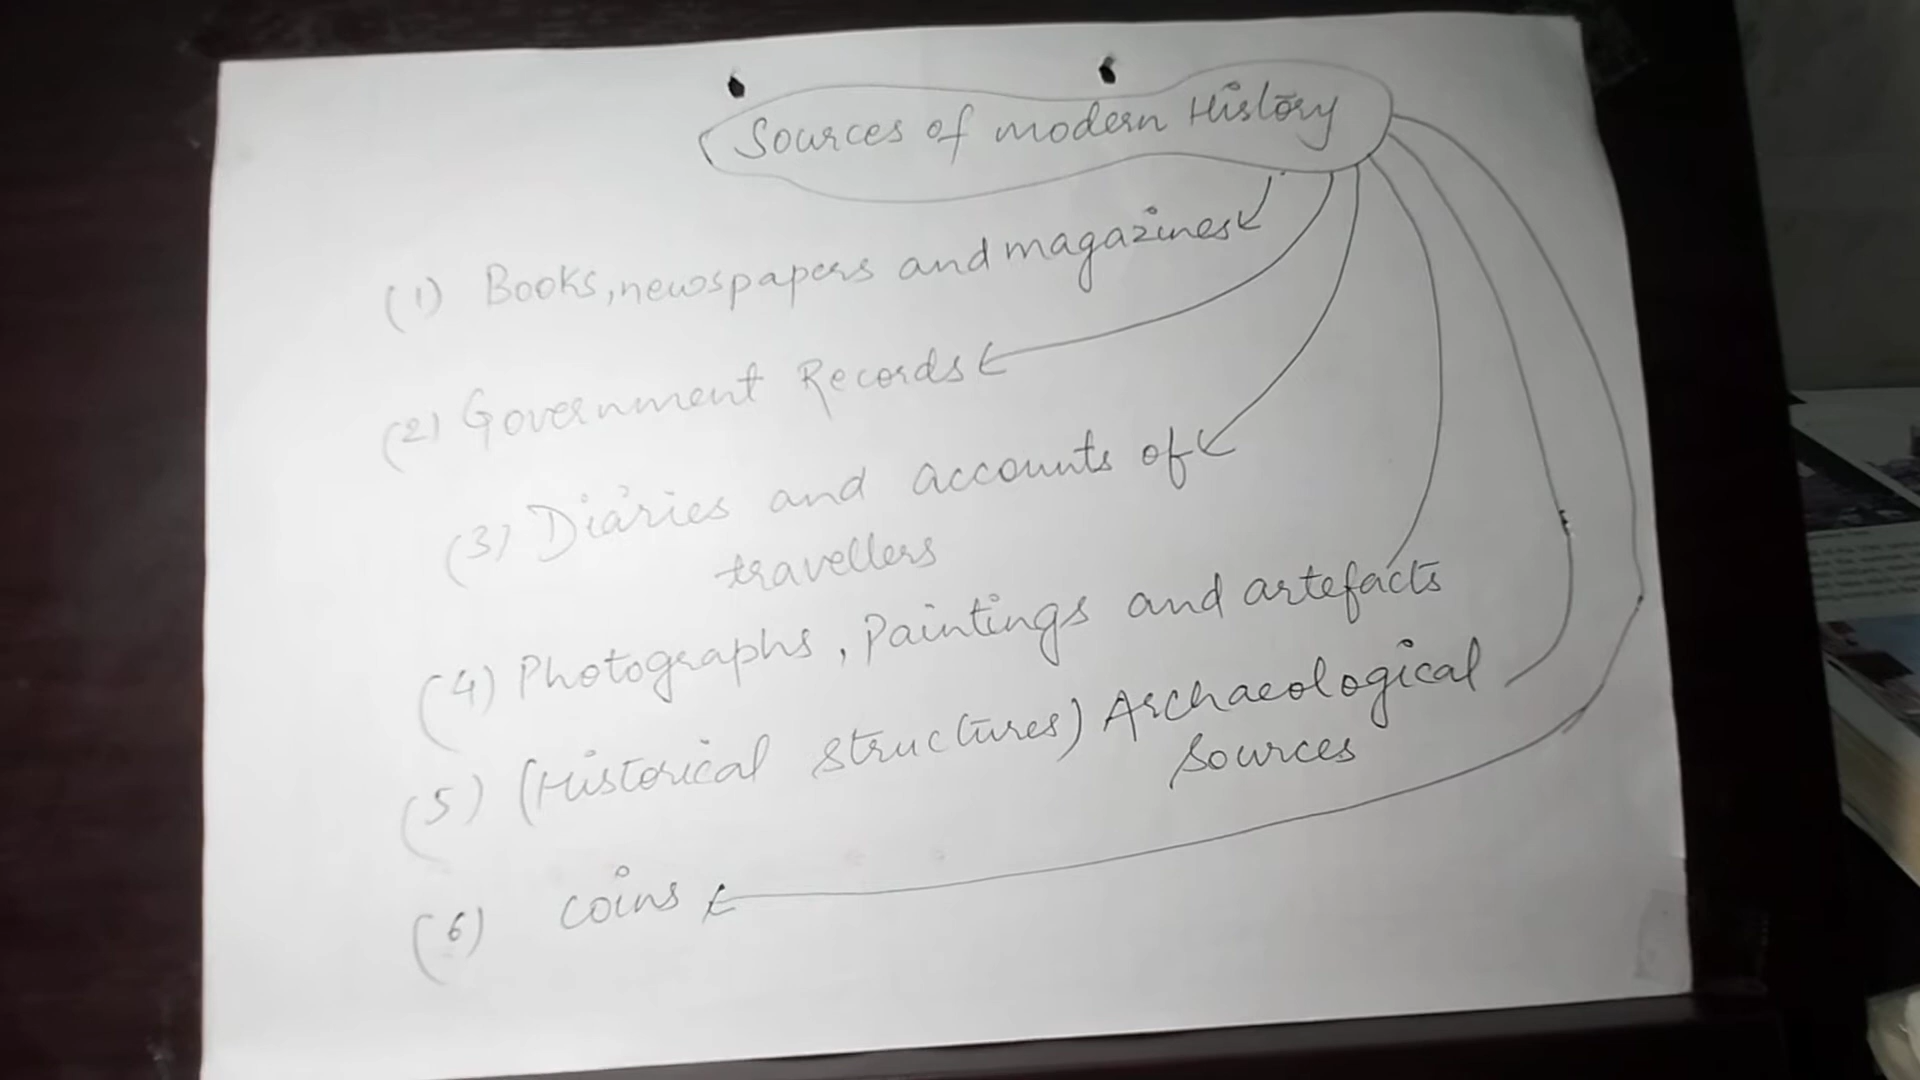 Sources of modern History
(1) Books, newspapers and magazines
(2) Government Records
(3) Diaries and accounts of
travellers
(4) Photographs, Paintings and artefacts
(5) (Historical structures) Archaeological
Sources
(6) coins